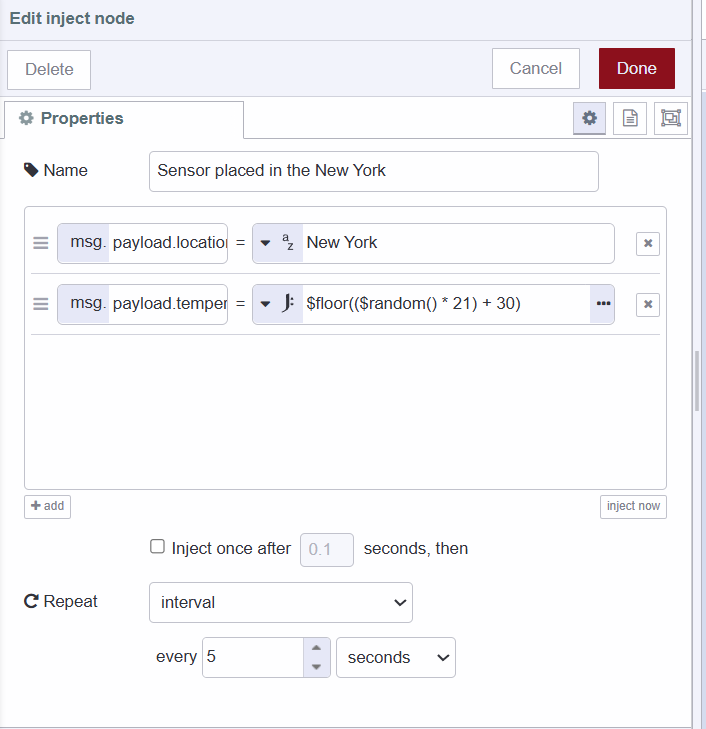 Edit inject node
Delete Cancel Done
Properties
Name Sensor placed in the New York
msg. payload.location = a z New York
msg. payload.temper = J: $floor(($random() * 21) + 30) •••
+ add inject now
Inject once after 0.1 seconds, then
Repeat interval
every 5 seconds